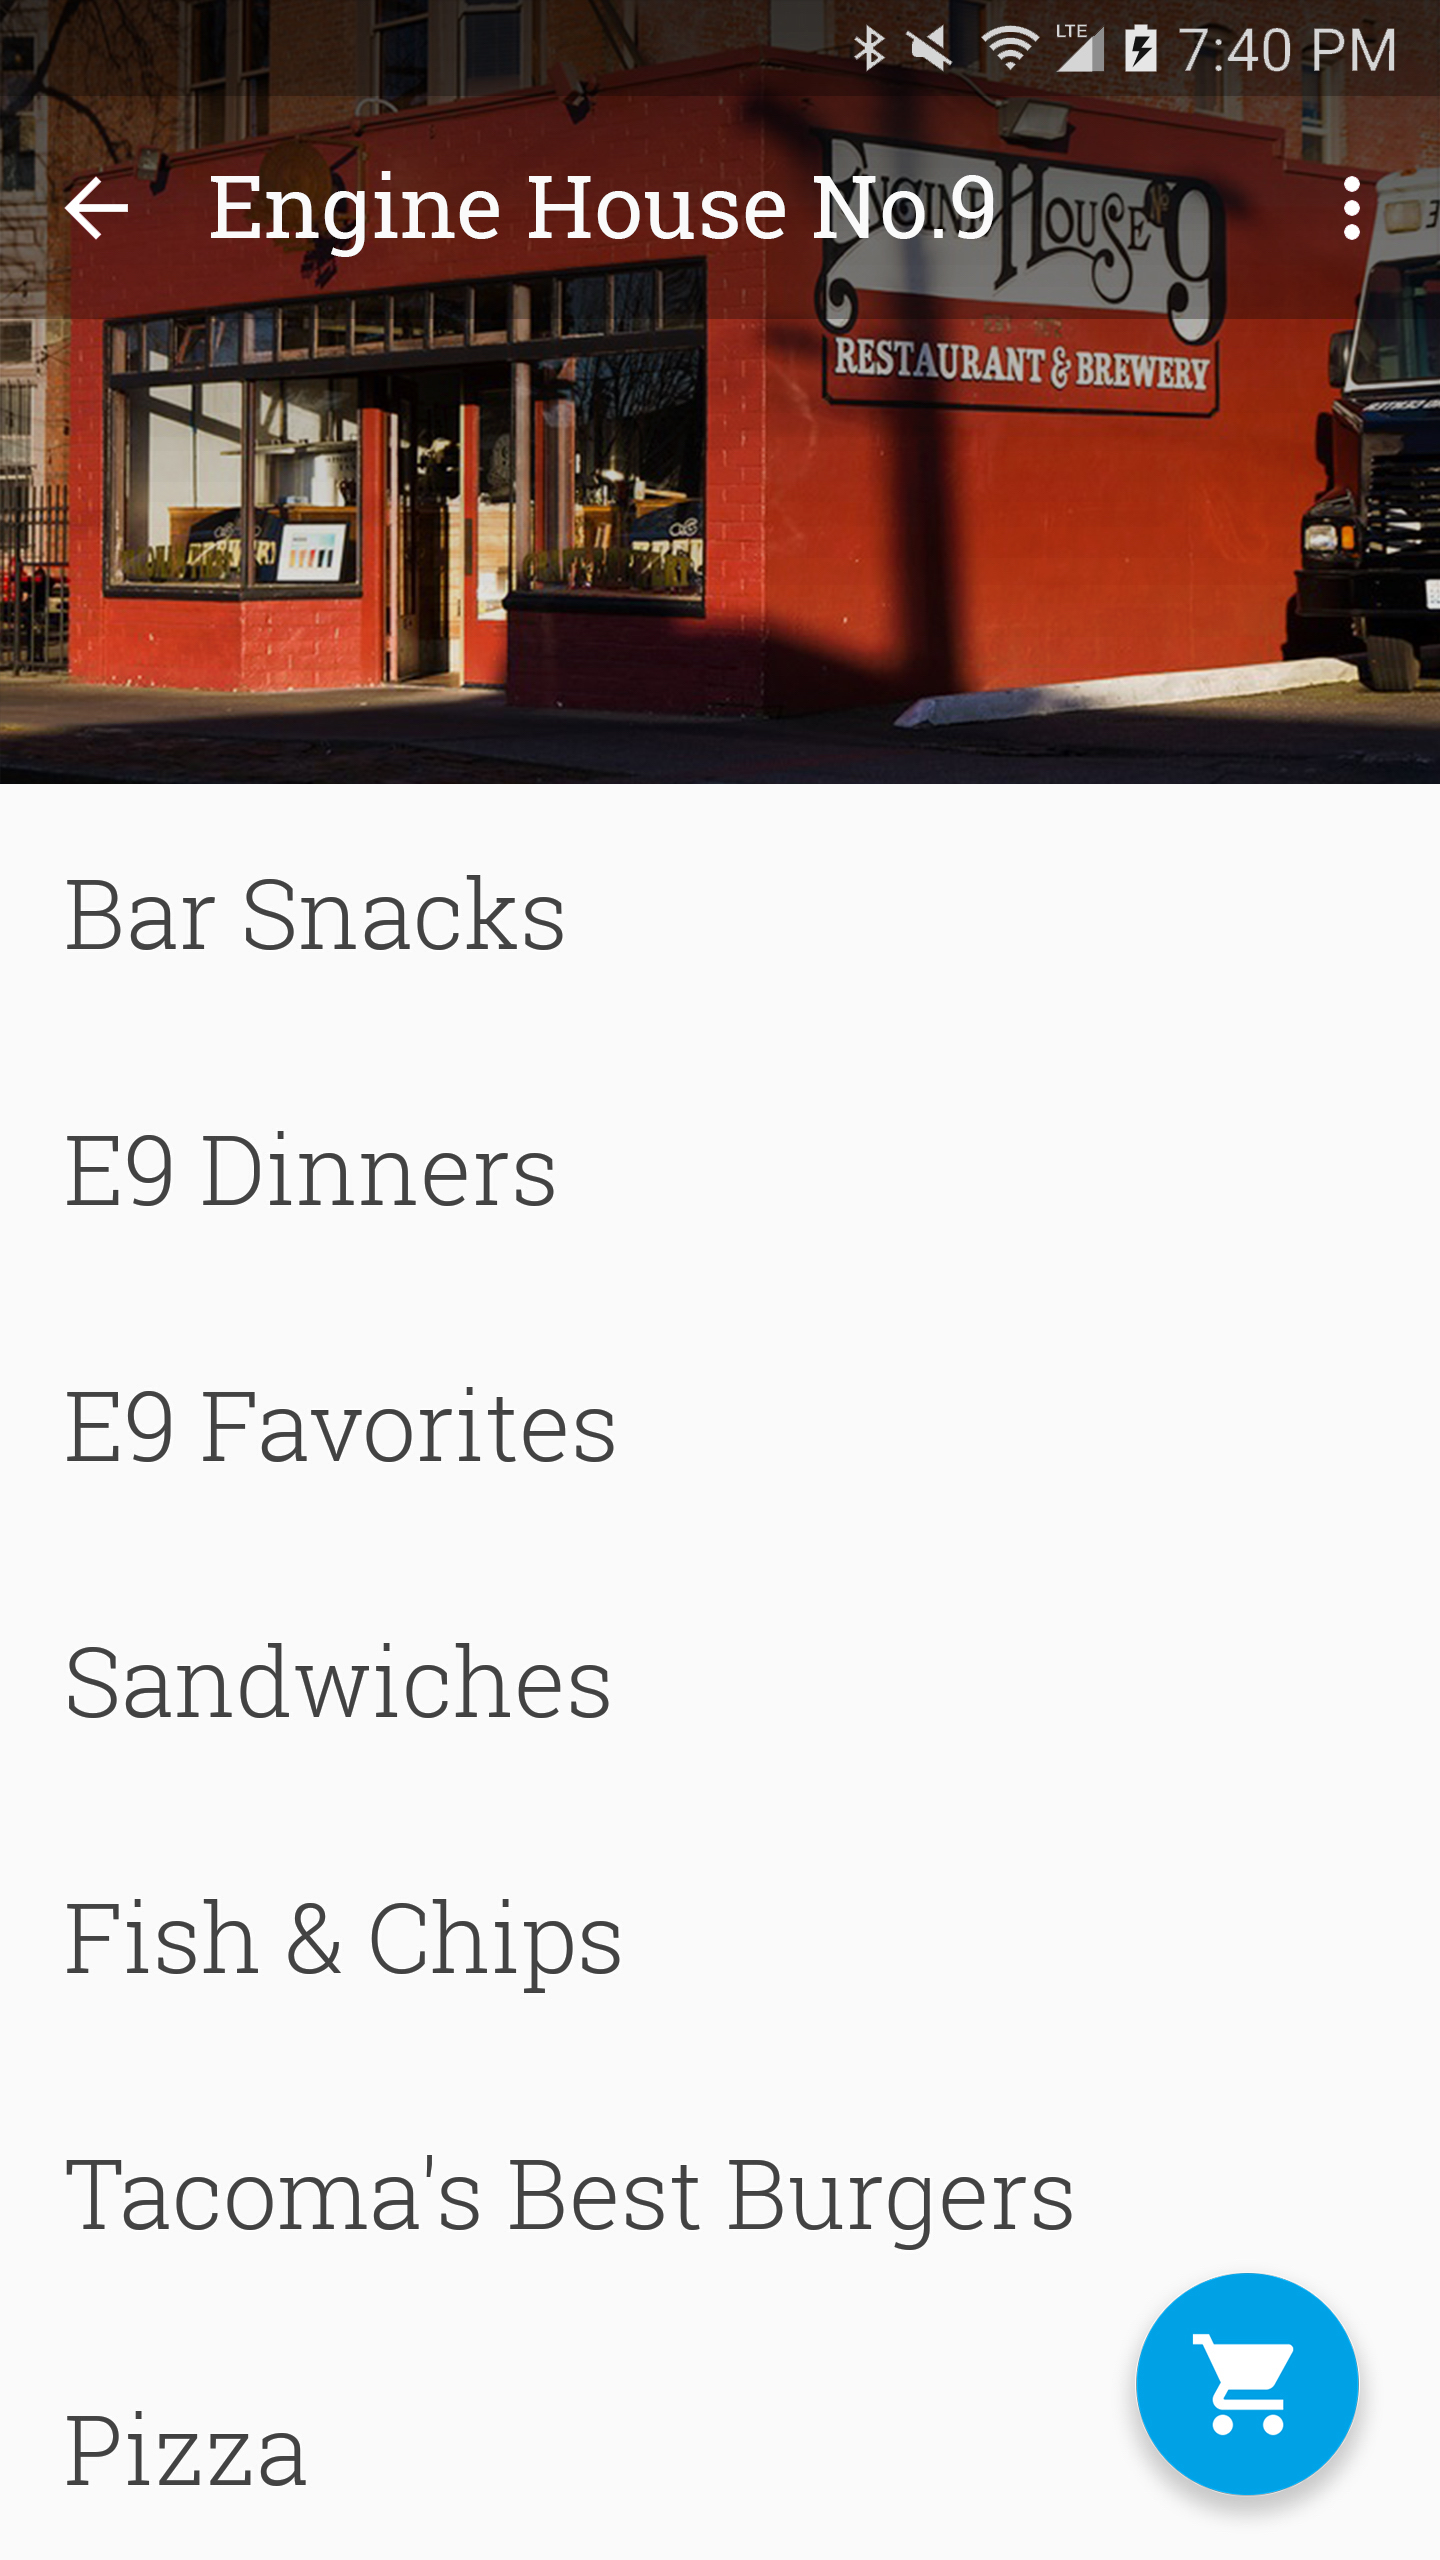 LTE 7:40 PM
Engine House No.9
ENGINE HOUSE No 9
RESTAURANT & BREWERY
Bar Snacks
E9 Dinners
E9 Favorites
Sandwiches
Fish & Chips
Tacoma's Best Burgers
Pizza